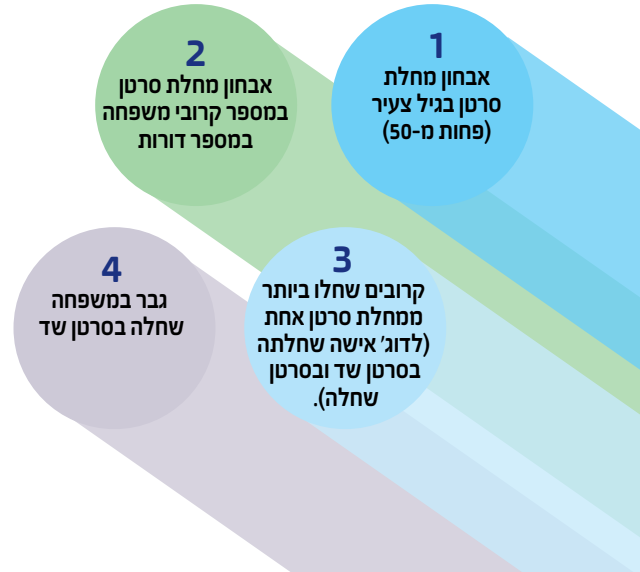 1
אבחון מחלת
סרטן בגיל צעיר
(פחות מ-50)
2
אבחון מחלת סרטן
במספר קרובי משפחה
במספר דורות
3
קרובים שחלו ביותר
ממחלת סרטן אחת
(לדוג' אישה שחלתה
בסרטן שד ובסרטן
שחלה).
4
גבר במשפחה
שחלה בסרטן שד